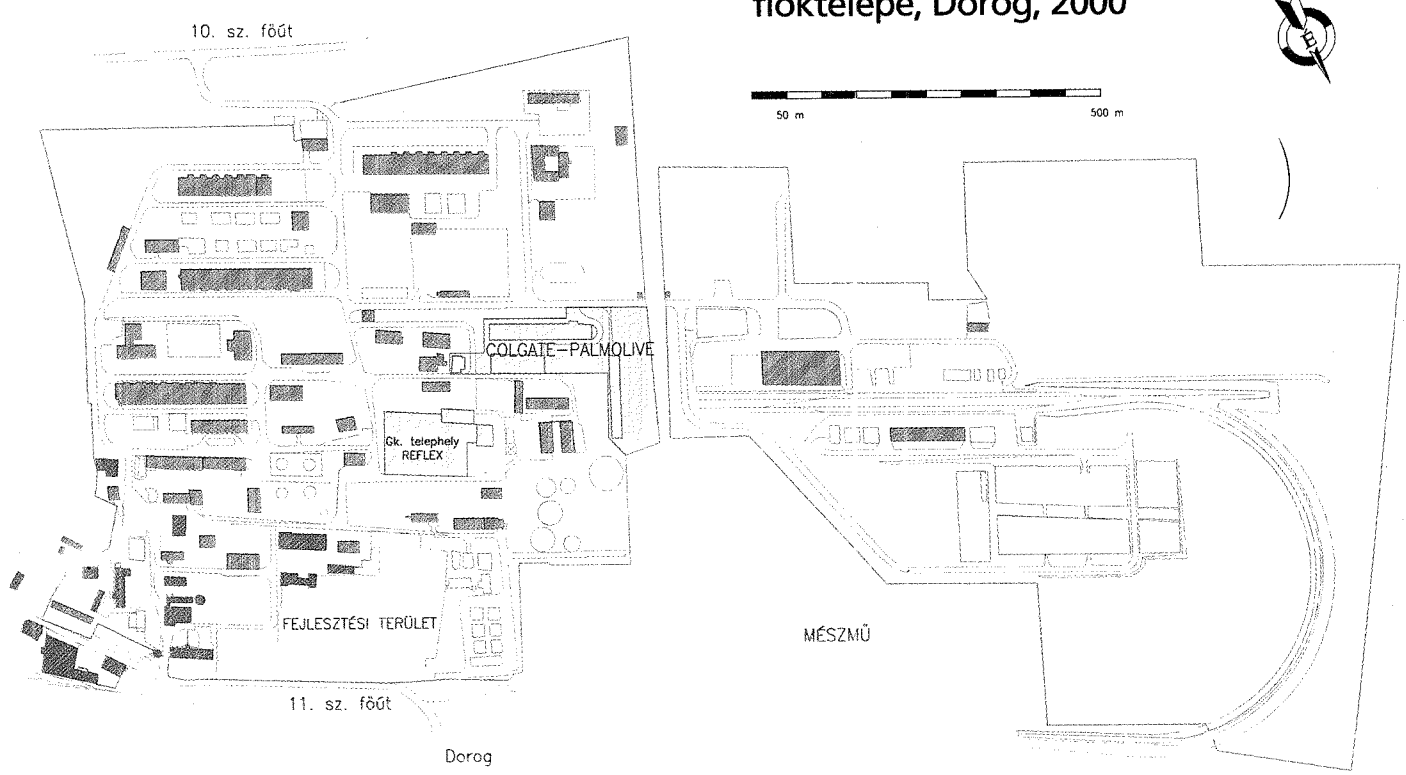 fióktelepe, Dorog, 2000
10. sz. főút
É
50 m
500 m
COLGATE–PALMOLIVE
Gk. telephely
REFLEX
FEJLESZTÉSI TERÜLET
MÉSZMŰ
11. sz. főút
Dorog